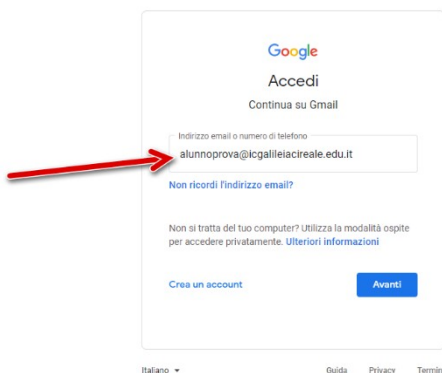 Google
Accedi
Continua su Gmail
Indirizzo email o numero di telefono
alunnoprova@icgalileiacireale.edu.it
Non ricordi l'indirizzo email?
Non si tratta del tuo computer? Utilizza la modalità ospite
per accedere privatamente. Ulteriori informazioni
Crea un account
Avanti
Italiano
Guida
Privacy
Termin